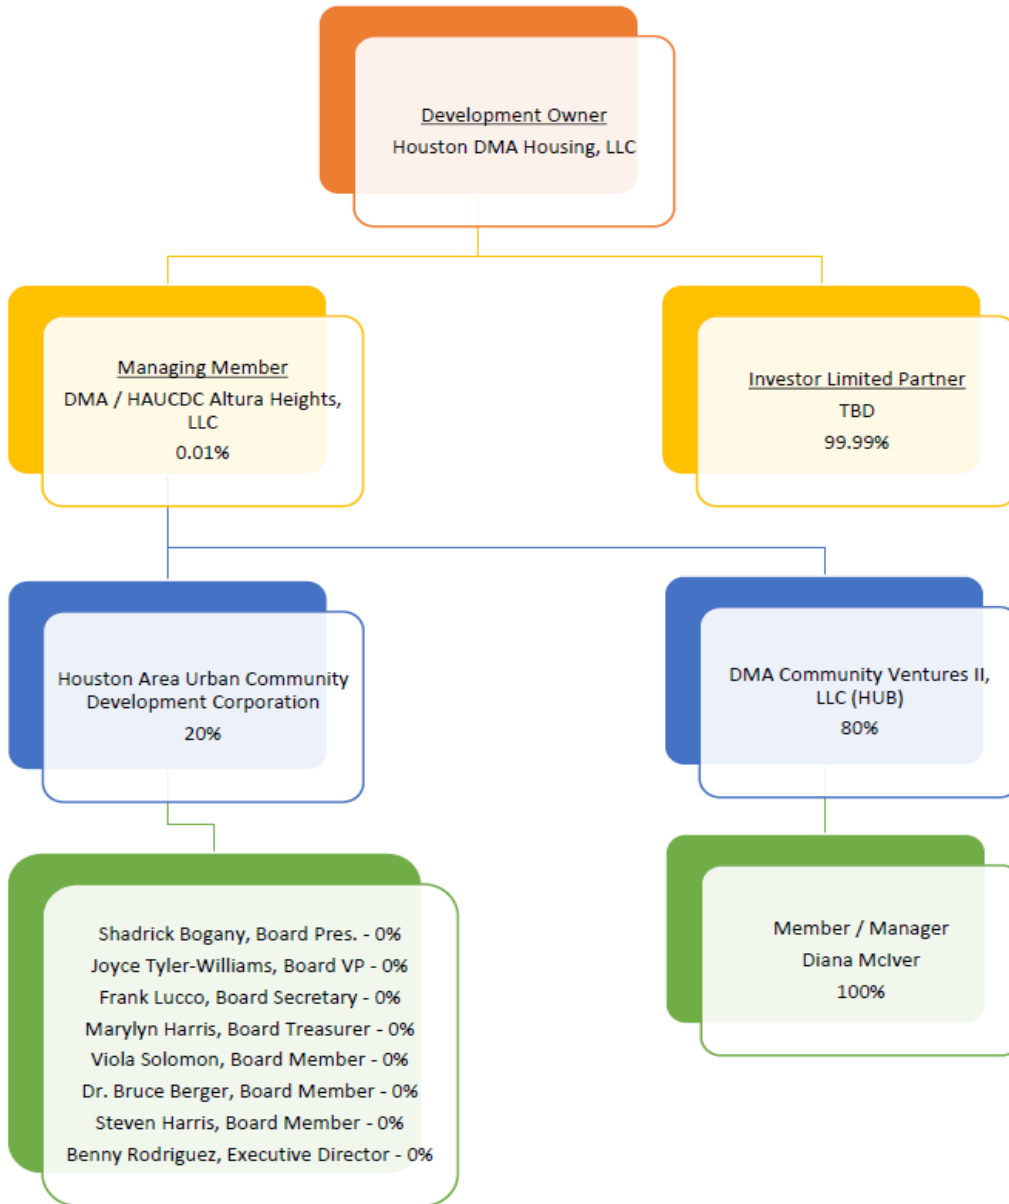 Development Owner
Houston DMA Housing, LLC
Managing Member
DMA / HAUCDC Altura Heights,
LLC
0.01%
Investor Limited Partner
TBD
99.99%
Houston Area Urban Community
Development Corporation
20%
DMA Community Ventures II,
LLC (HUB)
80%
Shadrick Bogany, Board Pres. - 0%
Joyce Tyler-Williams, Board VP - 0%
Frank Lucco, Board Secretary - 0%
Marylyn Harris, Board Treasurer - 0%
Viola Solomon, Board Member - 0%
Dr. Bruce Berger, Board Member - 0%
Steven Harris, Board Member - 0%
Benny Rodriguez, Executive Director - 0%
Member / Manager
Diana McIver
100%